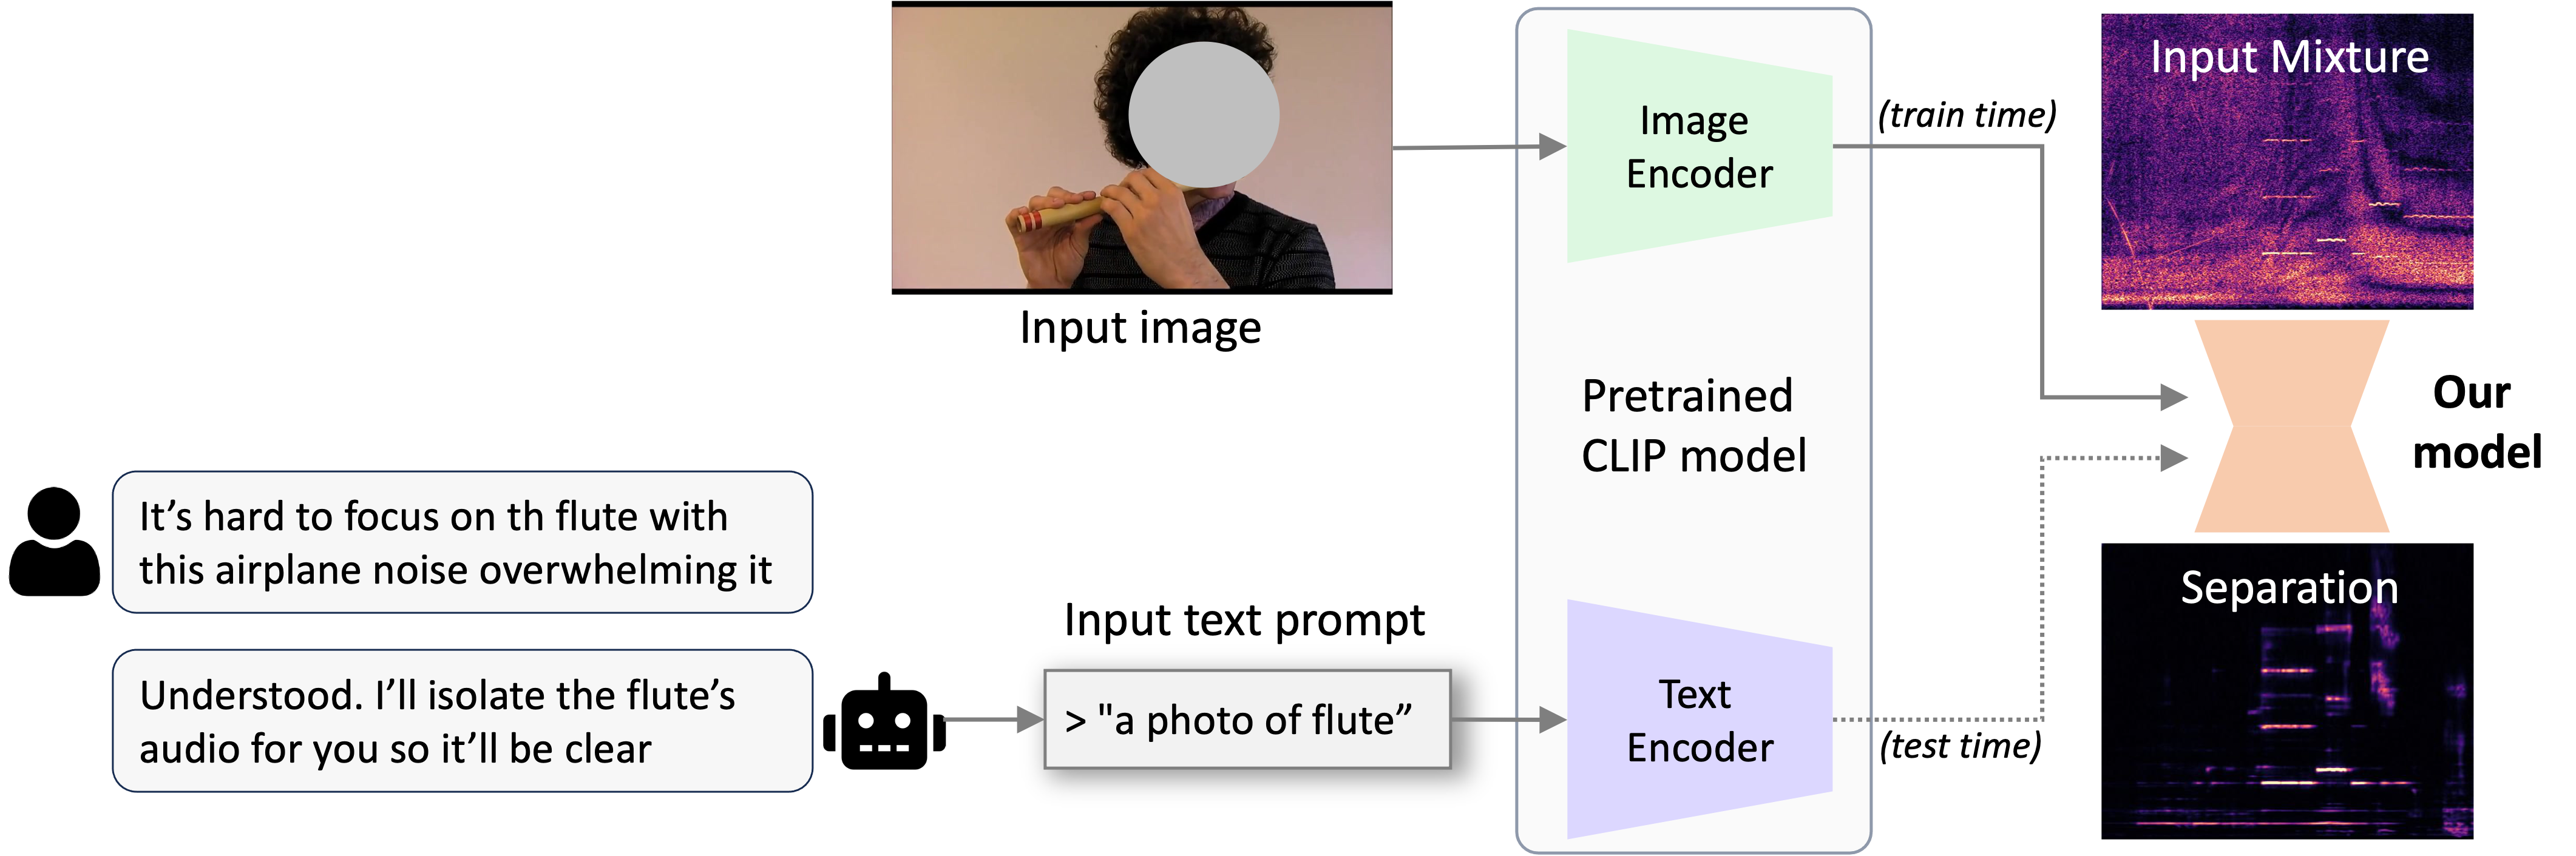 Input image
It’s hard to focus on th flute with
this airplane noise overwhelming it
Understood. I’ll isolate the flute’s
audio for you so it’ll be clear
Input text prompt
> "a photo of flute”
Image
Encoder
Pretrained
CLIP model
Text
Encoder
(train time)
(test time)
Input Mixture
Our
model
Separation